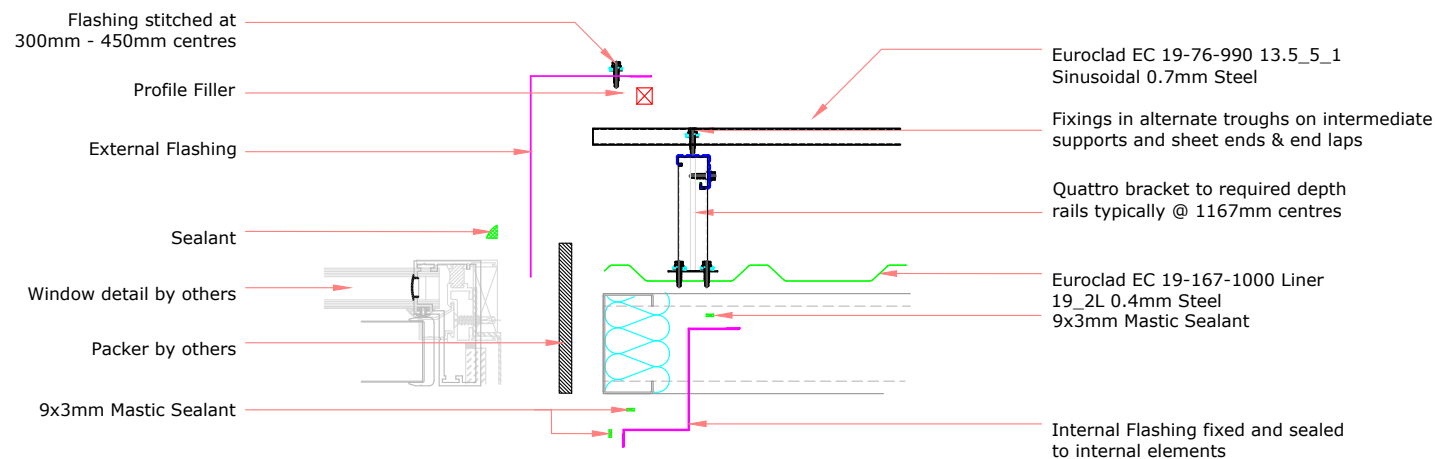 Flashing stitched at
300mm - 450mm centres
Profile Filler
External Flashing
Sealant
Window detail by others
Packer by others
9x3mm Mastic Sealant
Euroclad EC 19-76-990 13.5_5_1
Sinusoidal 0.7mm Steel
Fixings in alternate troughs on intermediate
supports and sheet ends & end laps
Quattro bracket to required depth
rails typically @ 1167mm centres
Euroclad EC 19-167-1000 Liner
19_2L 0.4mm Steel
9x3mm Mastic Sealant
Internal Flashing fixed and sealed
to internal elements